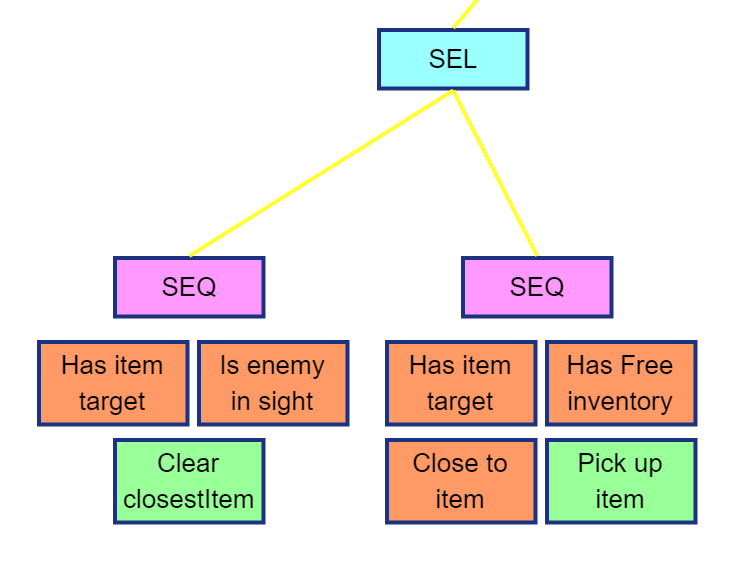 SEL
SEQ
SEQ
Has item
target
Is enemy
in sight
Clear
closestItem
Has item
target
Has Free
inventory
Close to
item
Pick up
item